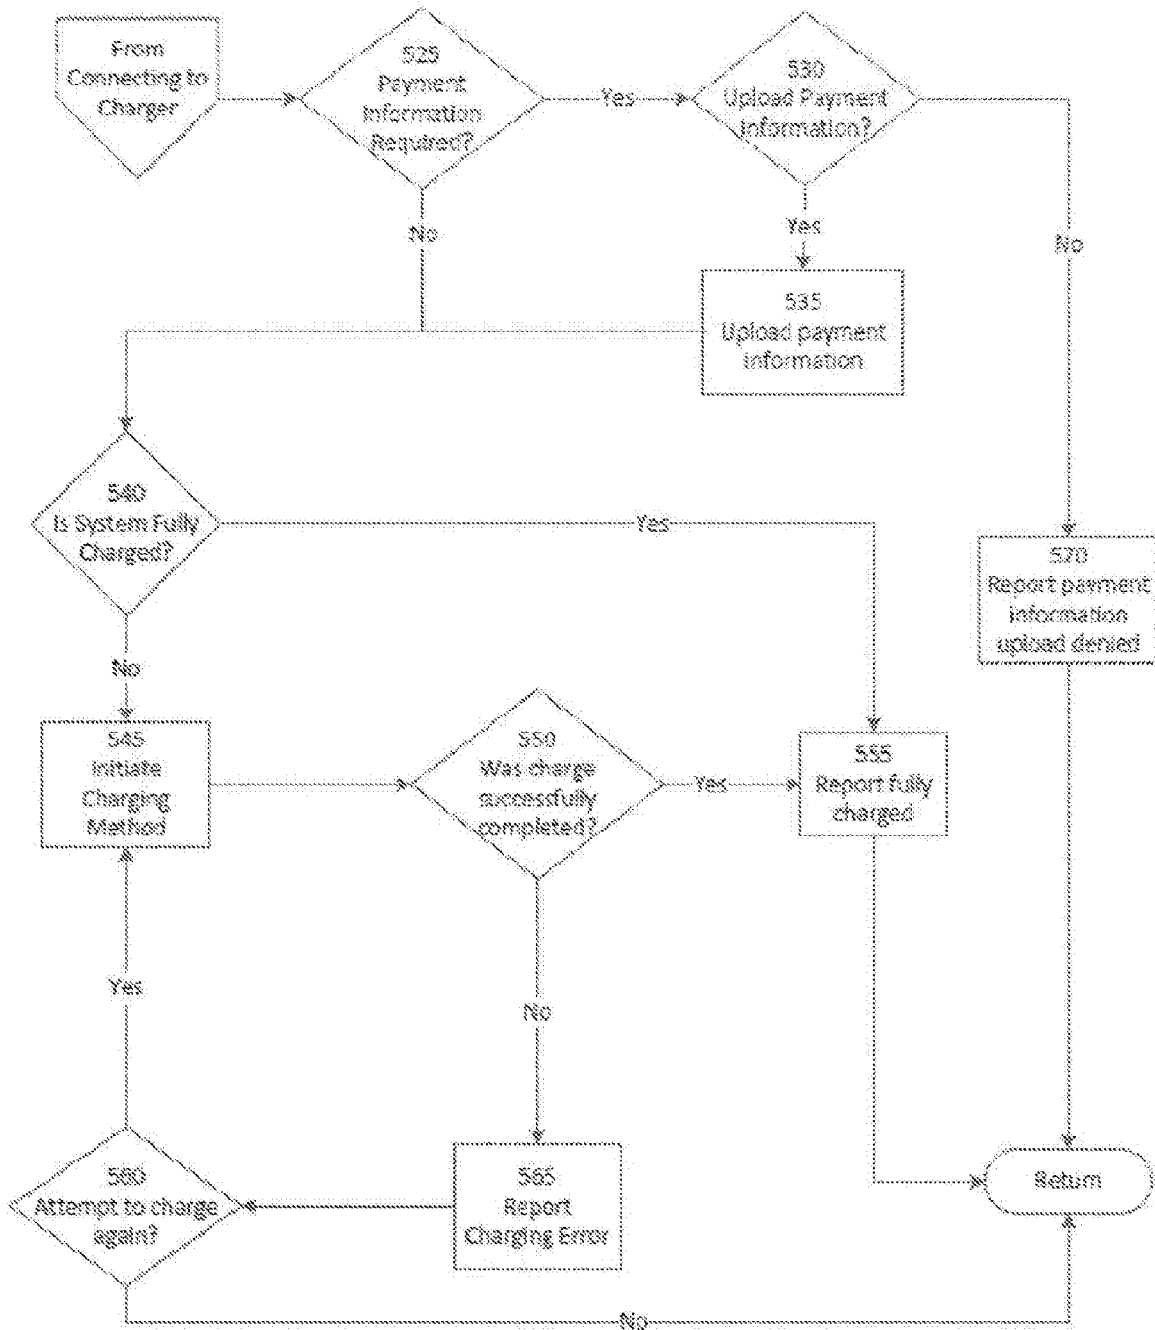 From
Connecting to
Charger
525
Payment
Information
Required?
Yes
530
Upload Payment
Information?
No
Yes
No
535
Upload payment
information
540
Is System Fully
Charged?
Yes
570
Report payment
information
upload denied
No
545
Initiate
Charging
Method
550
Was charge
successfully
completed?
Yes
555
Report fully
charged
Yes
No
560
Attempt to charge
again?
565
Report
Charging Error
Return
No